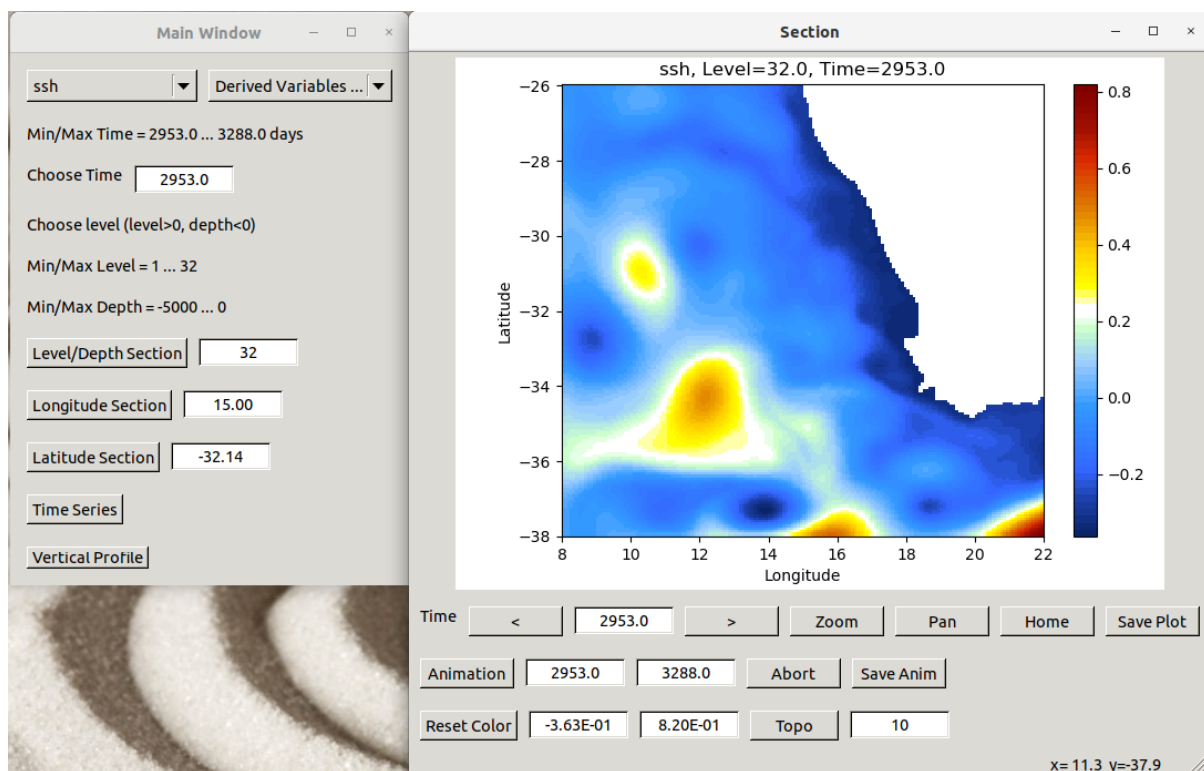 Main Window
ssh
Derived Variables ...
Min/Max Time = 2953.0 ... 3288.0 days
Choose Time 2953.0
Choose level (level>0, depth<0)
Min/Max Level = 1 ... 32
Min/Max Depth = -5000 ... 0
Level/Depth Section 32
Longitude Section 15.00
Latitude Section -32.14
Time Series
Vertical Profile
Section
ssh, Level=32.0, Time=2953.0
Latitude
−26
−28
−30
−32
−34
−36
−38
8 10 12 14 16 18 20 22
Longitude
0.8
0.6
0.4
0.2
0.0
−0.2
Time < 2953.0 > Zoom Pan Home Save Plot
Animation 2953.0 3288.0 Abort Save Anim
Reset Color -3.63E-01 8.20E-01 Topo 10
x= 11.3 y=-37.9